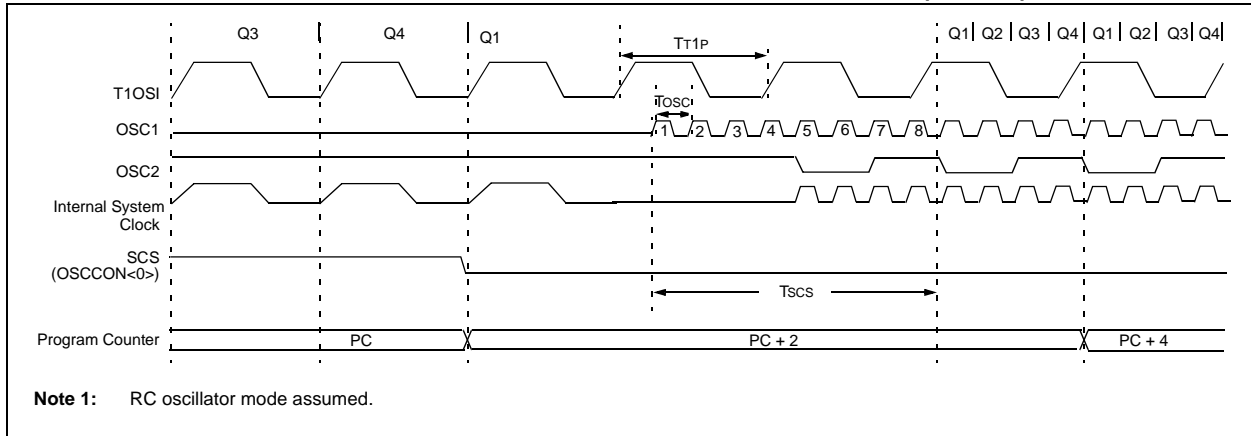 Q3 Q4 Q1 Q1 Q2 Q3 Q4 Q1 Q2 Q3 Q4
TT1P
T1OSI
TOSC
OSC1
1 2 3 4 5 6 7 8
OSC2
Internal System
Clock
SCS
(OSCCON<0>)
TSCS
Program Counter PC PC + 2 PC + 4
Note 1: RC oscillator mode assumed.